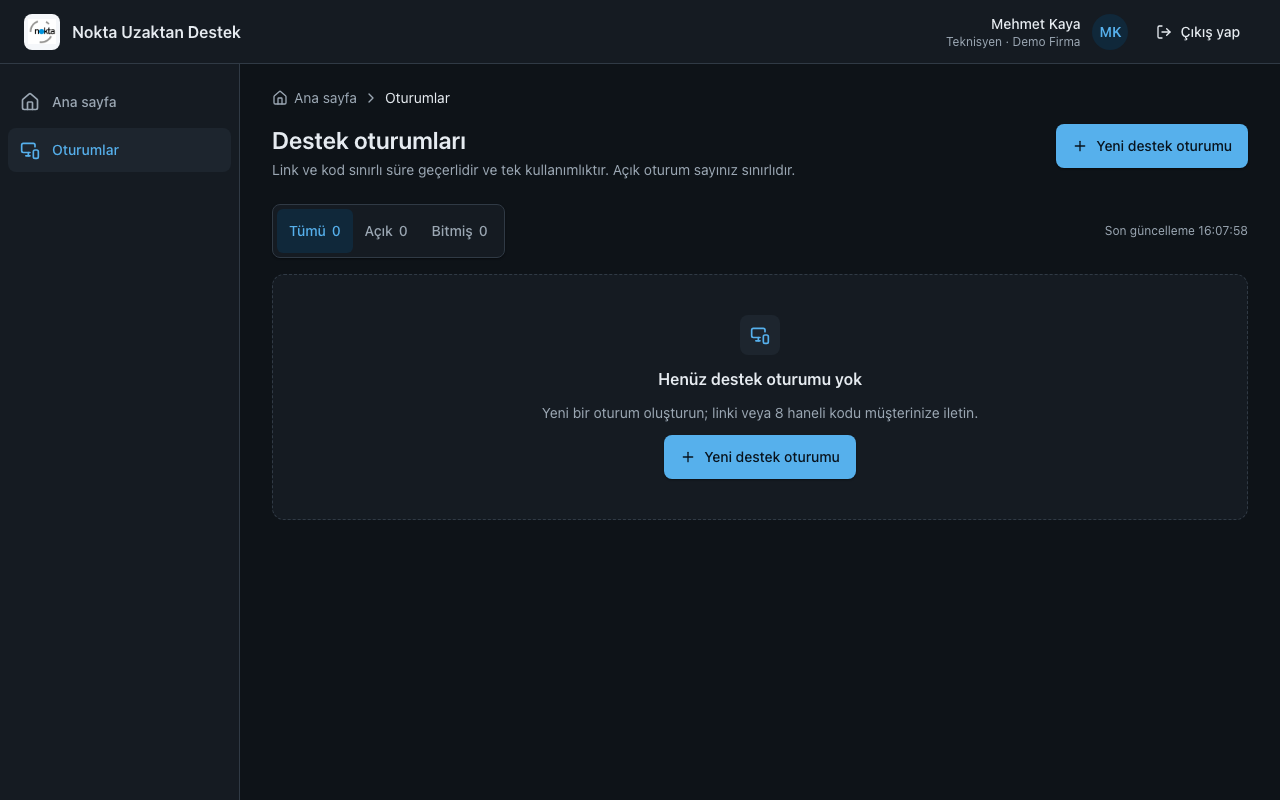 nokta
Nokta Uzaktan Destek
Mehmet Kaya
Teknisyen · Demo Firma
MK
Çıkış yap
Ana sayfa
Oturumlar
Ana sayfa
Oturumlar
Destek oturumları
Link ve kod sınırlı süre geçerlidir ve tek kullanımlıktır. Açık oturum sayınız sınırlıdır.
Yeni destek oturumu
Tümü 0
Açık 0
Bitmiş 0
Son güncelleme 16:07:58
Henüz destek oturumu yok
Yeni bir oturum oluşturun; linki veya 8 haneli kodu müşterinize iletin.
Yeni destek oturumu